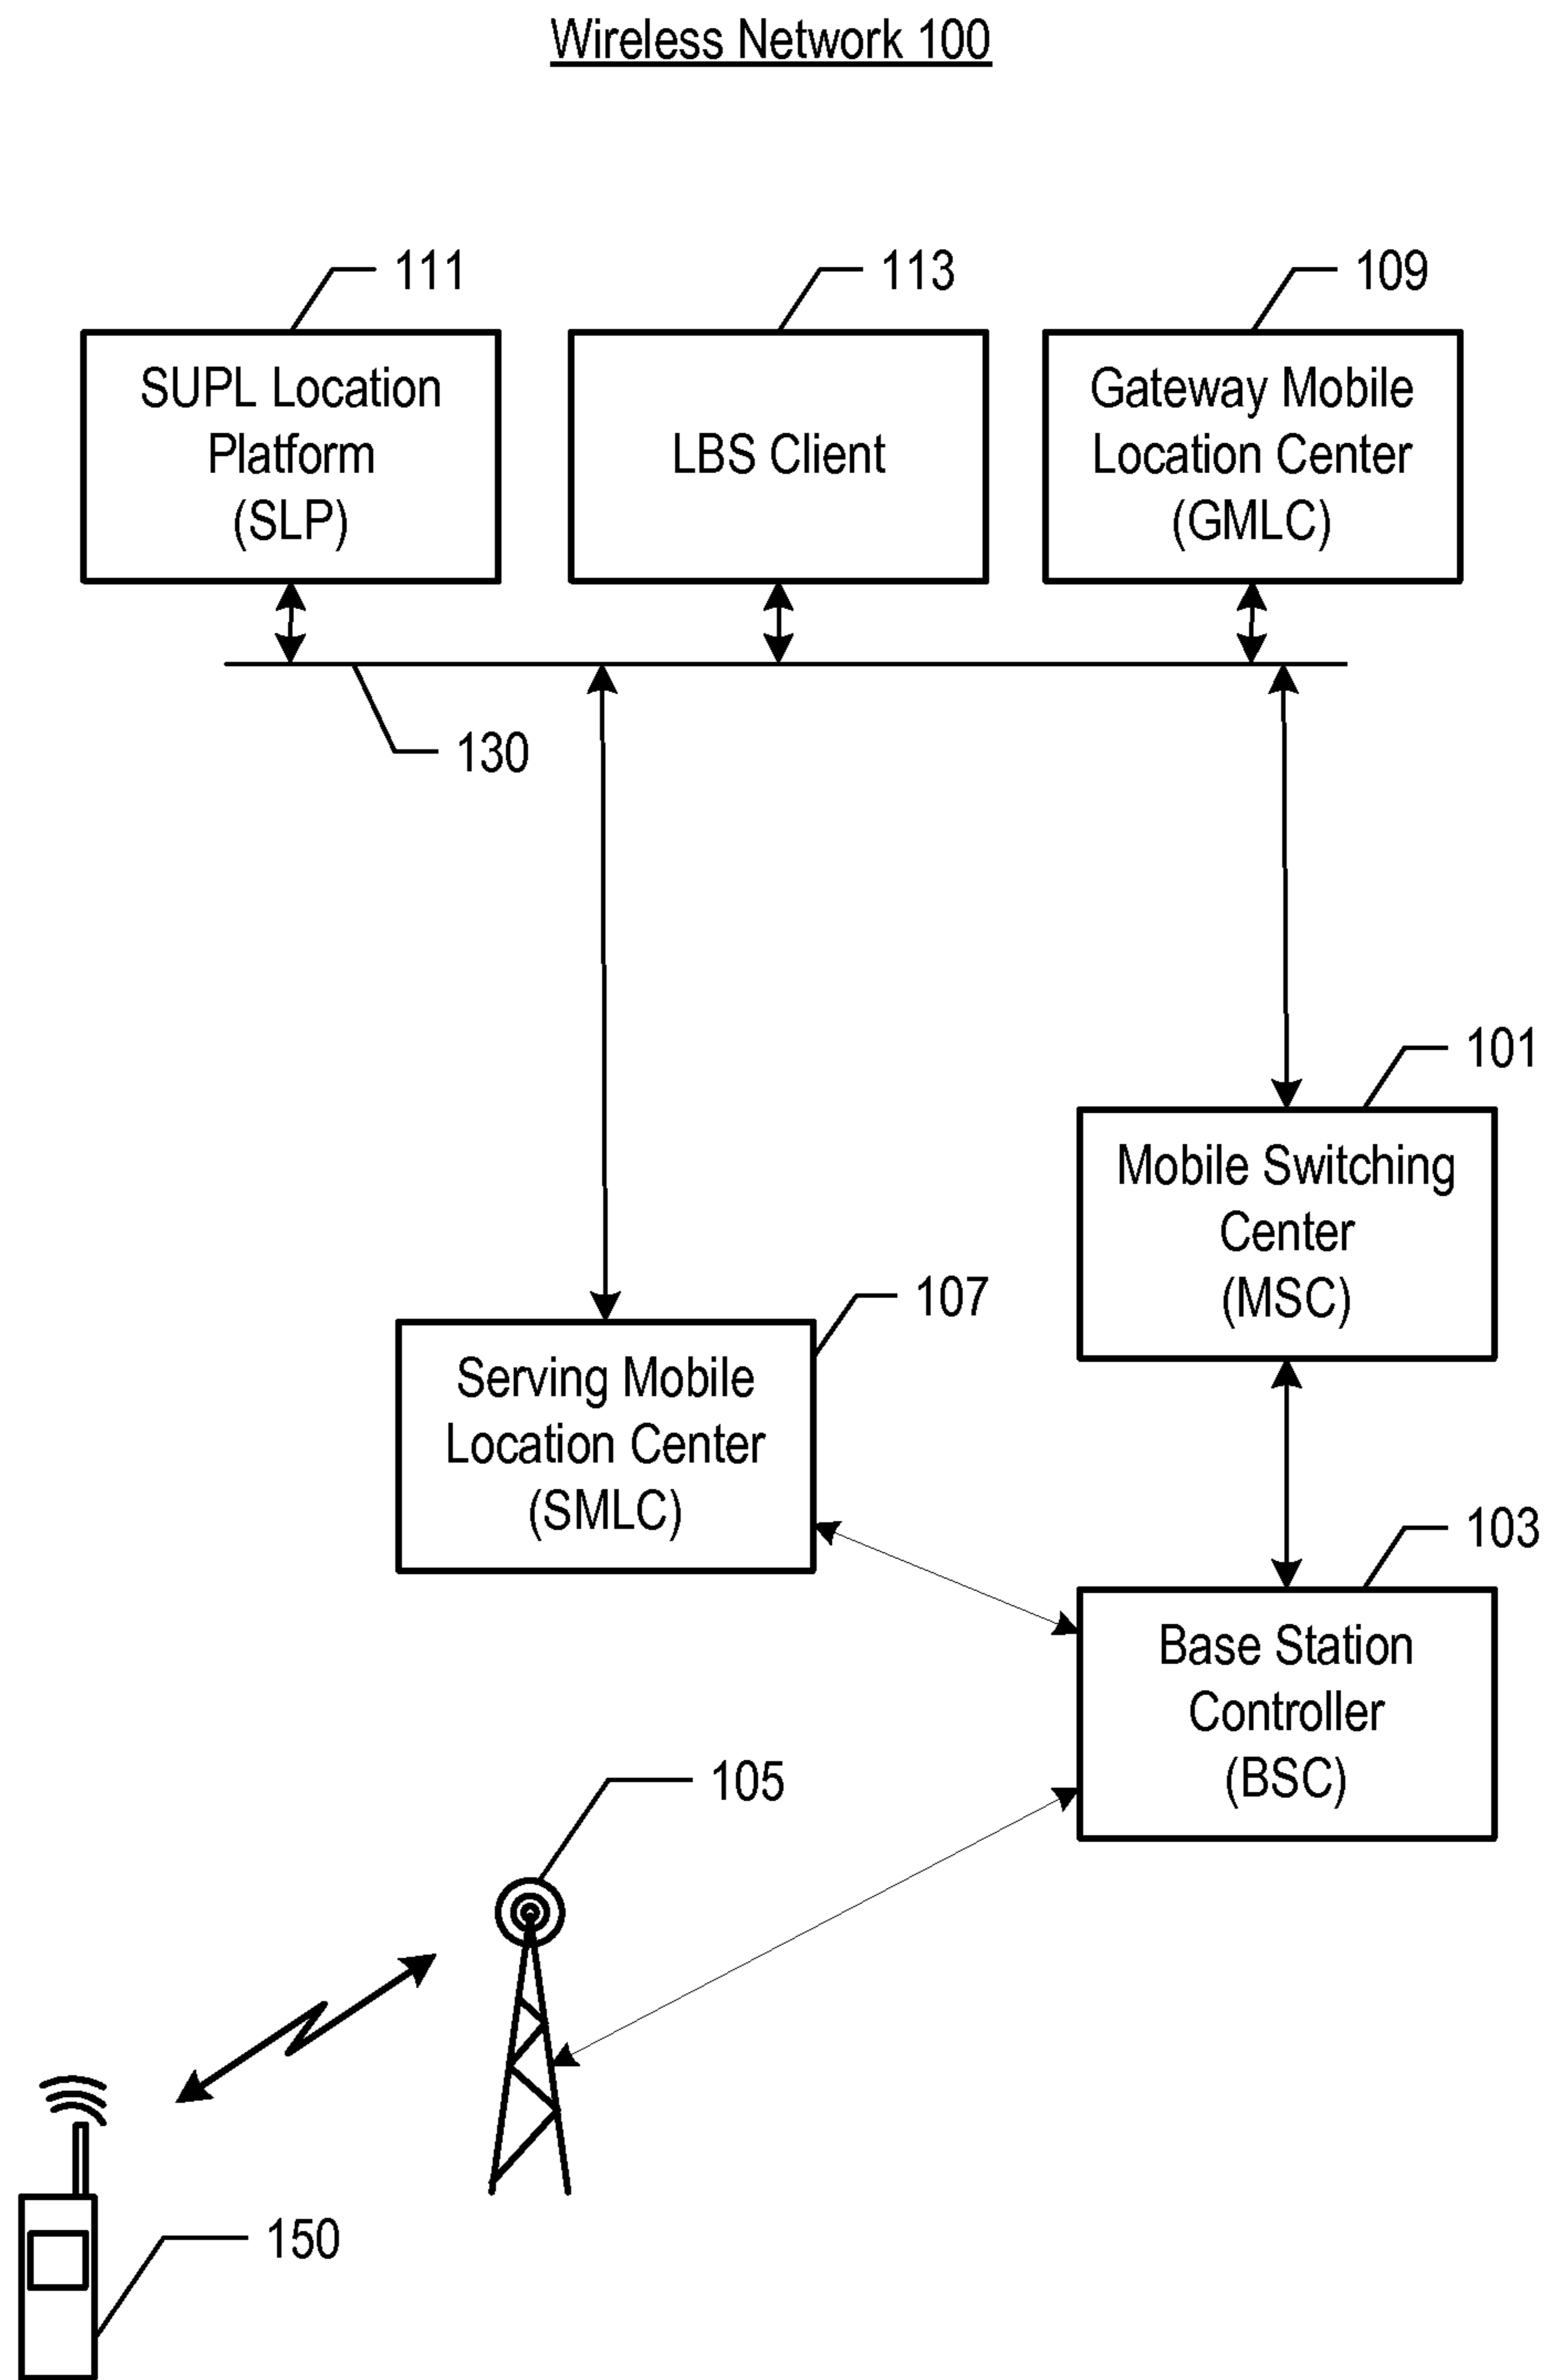 Wireless Network 100
111
113
109
SUPL Location
Platform
(SLP)
LBS Client
Gateway Mobile
Location Center
(GMLC)
130
101
Mobile Switching
Center
(MSC)
107
Serving Mobile
Location Center
(SMLC)
103
Base Station
Controller
(BSC)
105
150